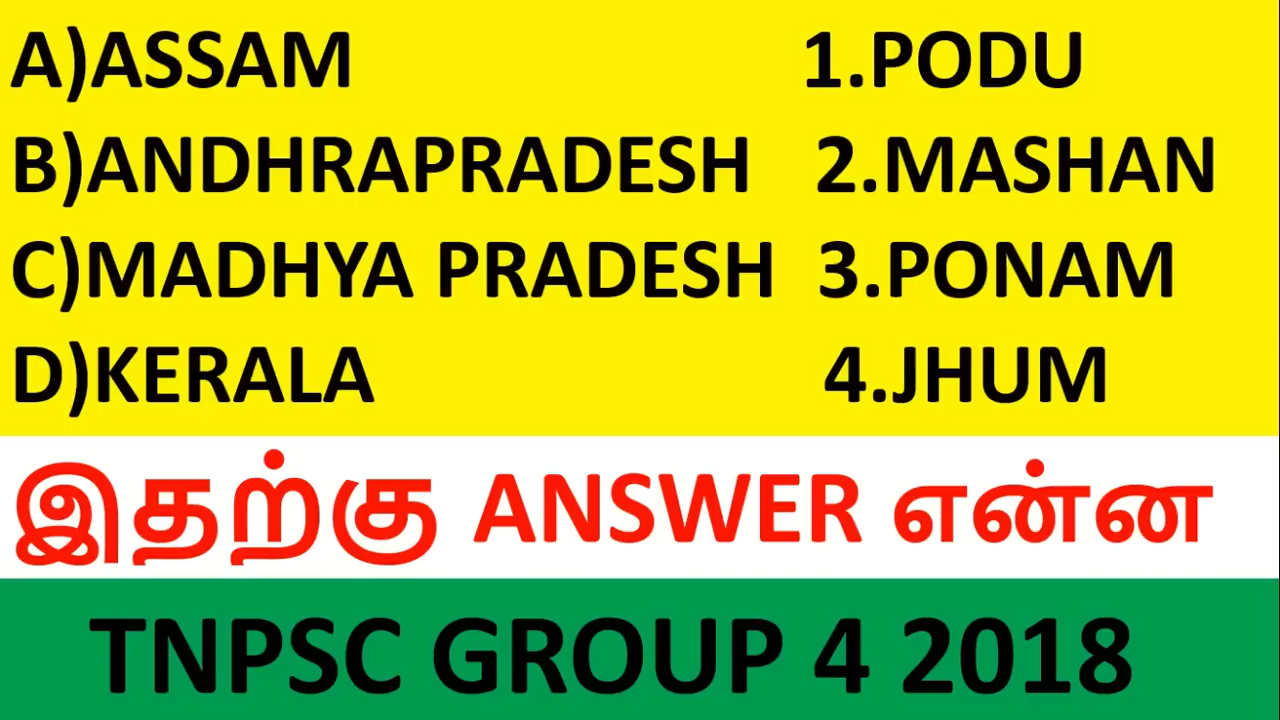 A)ASSAM 1.PODU
B)ANDHRAPRADESH 2.MASHAN
C)MADHYA PRADESH 3.PONAM
D)KERALA 4.JHUM
இதற்கு ANSWER என்ன
TNPSC GROUP 4 2018